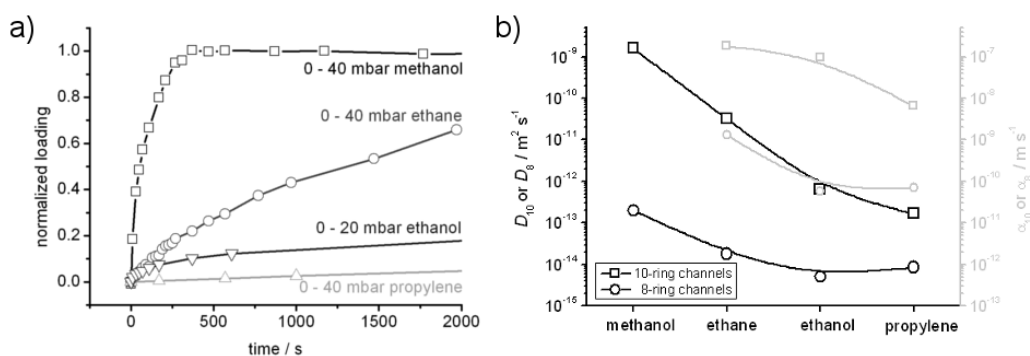 a)
1.0
0.8
0.6
0.4
0.2
0.0
normalized loading
0 - 40 mbar methanol
0 - 40 mbar ethane
0 - 20 mbar ethanol
0 - 40 mbar propylene
0 500 1000 1500 2000
time / s
b)
10⁻⁹
10⁻¹⁰
10⁻¹¹
10⁻¹²
10⁻¹³
10⁻¹⁴
10⁻¹⁵
D₁₀ or D₈ / m² s⁻¹
10-ring channels
8-ring channels
methanol ethane ethanol propylene
10⁻⁷
10⁻⁸
10⁻⁹
10⁻¹⁰
10⁻¹¹
10⁻¹²
10⁻¹³
α₁₀ or α₈ / m s⁻¹